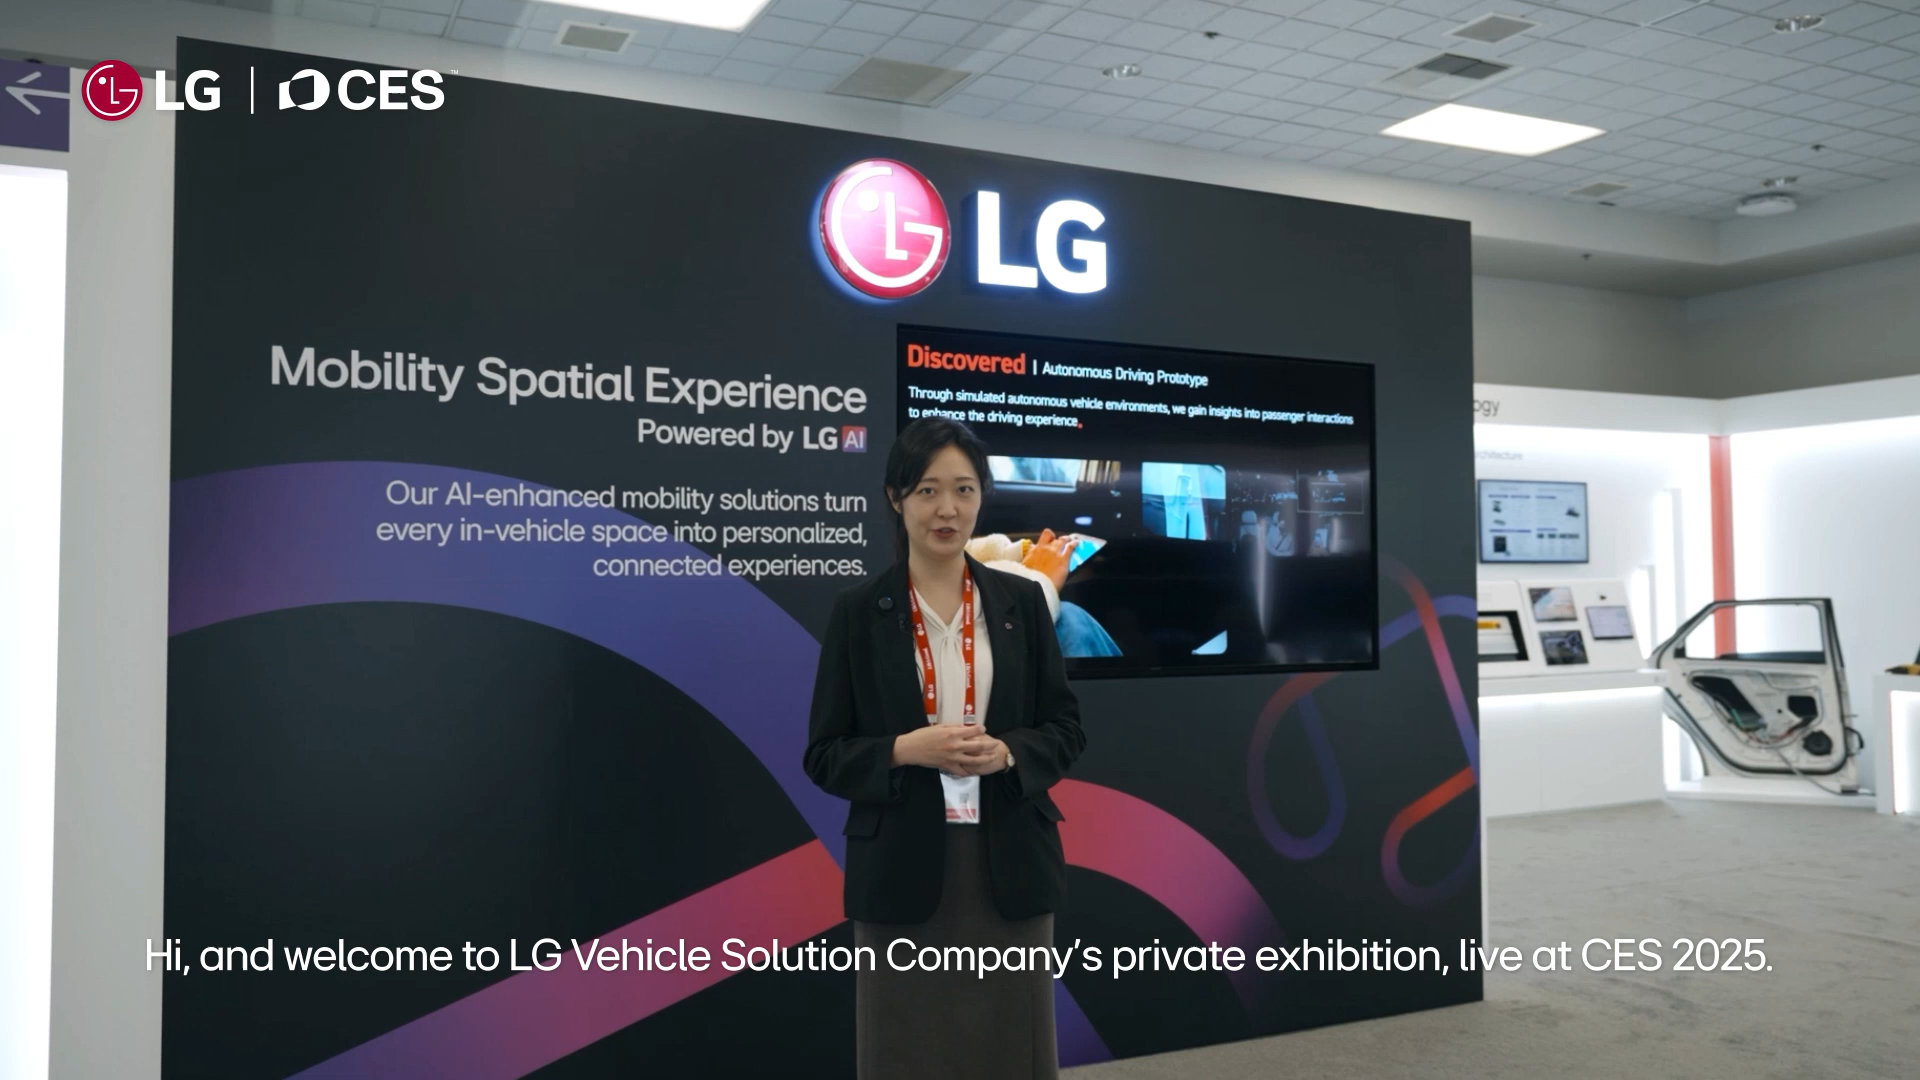 LG | CES™
LG
Mobility Spatial Experience
Powered by LG AI
Our AI-enhanced mobility solutions turn
every in-vehicle space into personalized,
connected experiences.
Discovered | Autonomous Driving Prototype
Through simulated autonomous vehicle environments, we gain insights into passenger interactions
to enhance the driving experience.
Hi, and welcome to LG Vehicle Solution Company's private exhibition, live at CES 2025.